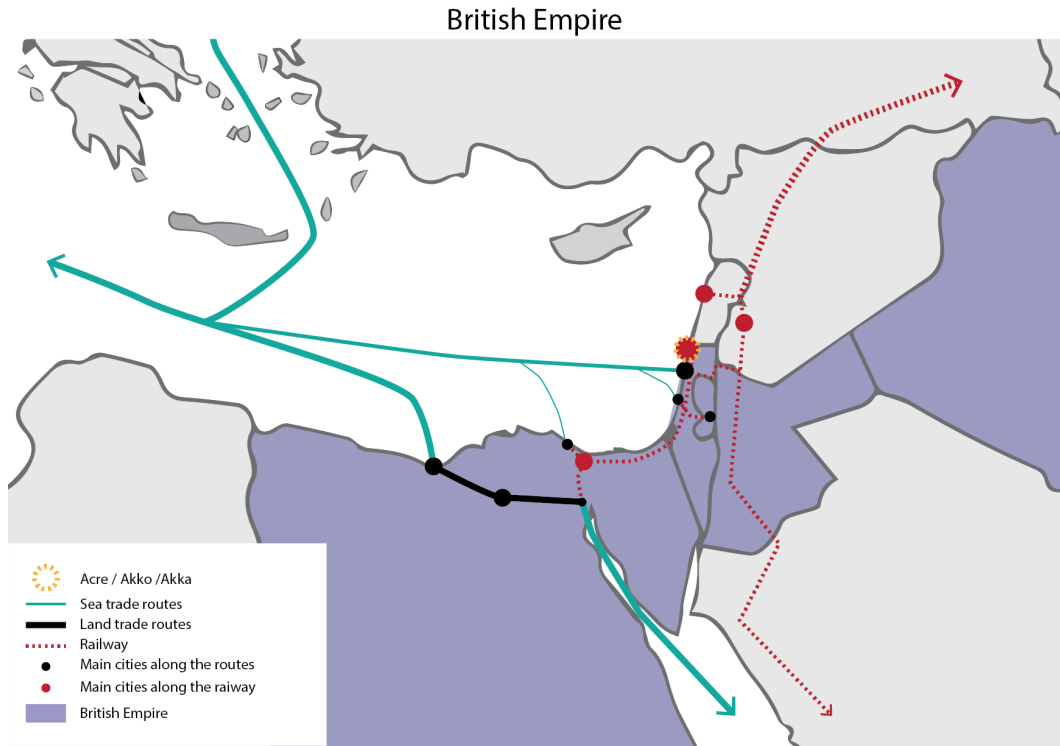 British Empire
Acre / Akko /Akka
Sea trade routes
Land trade routes
Railway
Main cities along the routes
Main cities along the raiway
British Empire